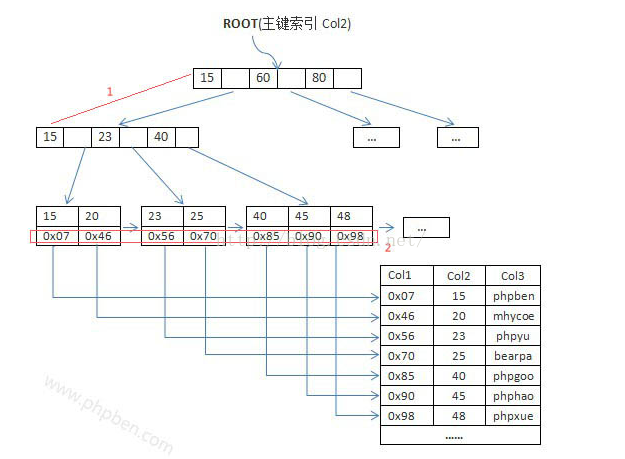 ROOT(主键索引 Col2)
15 60 80
1
15 23 40
... ...
15 20 23 25 40 45 48
0x07 0x46 0x56 0x70 0x85 0x90 0x98
...
2
Col1 Col2 Col3
0x07 15 phpben
0x46 20 mhycoe
0x56 23 phpyu
0x70 25 bearpa
0x85 40 phpgoo
0x90 45 phphao
0x98 48 phpxue
......
www.phpben.com